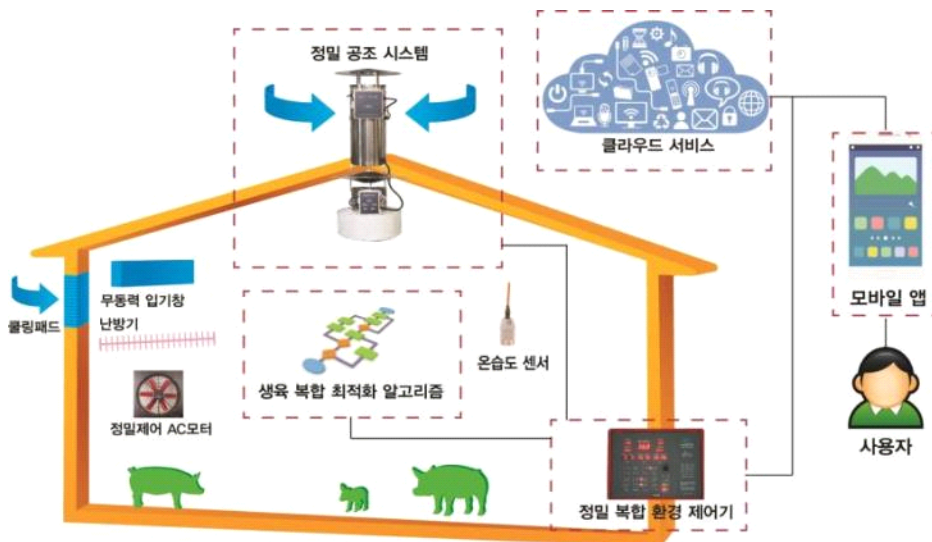 정밀 공조 시스템
클라우드 서비스
모바일 앱
쿨링패드
무동력 입기창
난방기
정밀제어 AC모터
생육 복합 최적화 알고리즘
온습도 센서
정밀 복합 환경 제어기
사용자